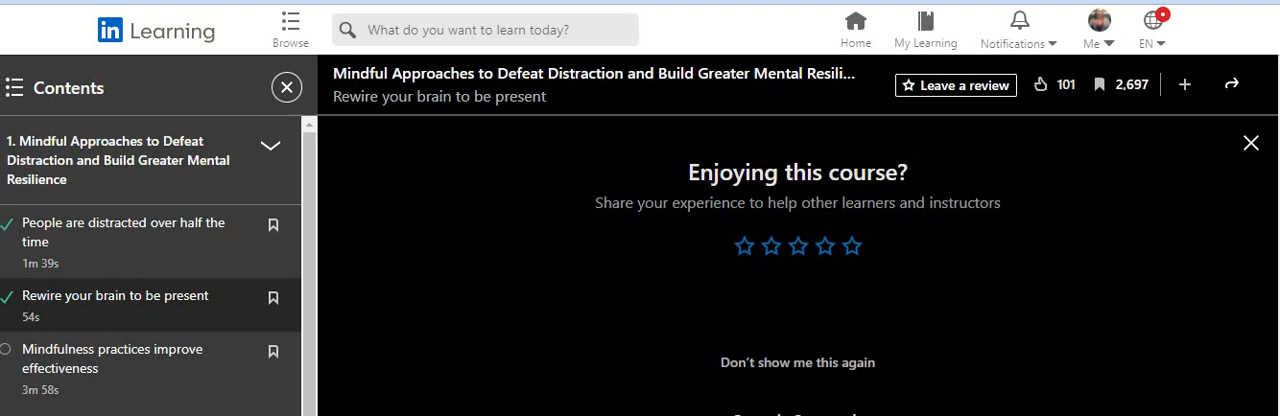 in Learning
Browse
What do you want to learn today?
Home
My Learning
Notifications
Me
EN
Contents
Mindful Approaches to Defeat Distraction and Build Greater Mental Resili...
Rewire your brain to be present
Leave a review
101
2,697
1. Mindful Approaches to Defeat
Distraction and Build Greater Mental
Resilience
People are distracted over half the
time
1m 39s
Rewire your brain to be present
54s
Mindfulness practices improve
effectiveness
3m 58s
Enjoying this course?
Share your experience to help other learners and instructors
Don't show me this again